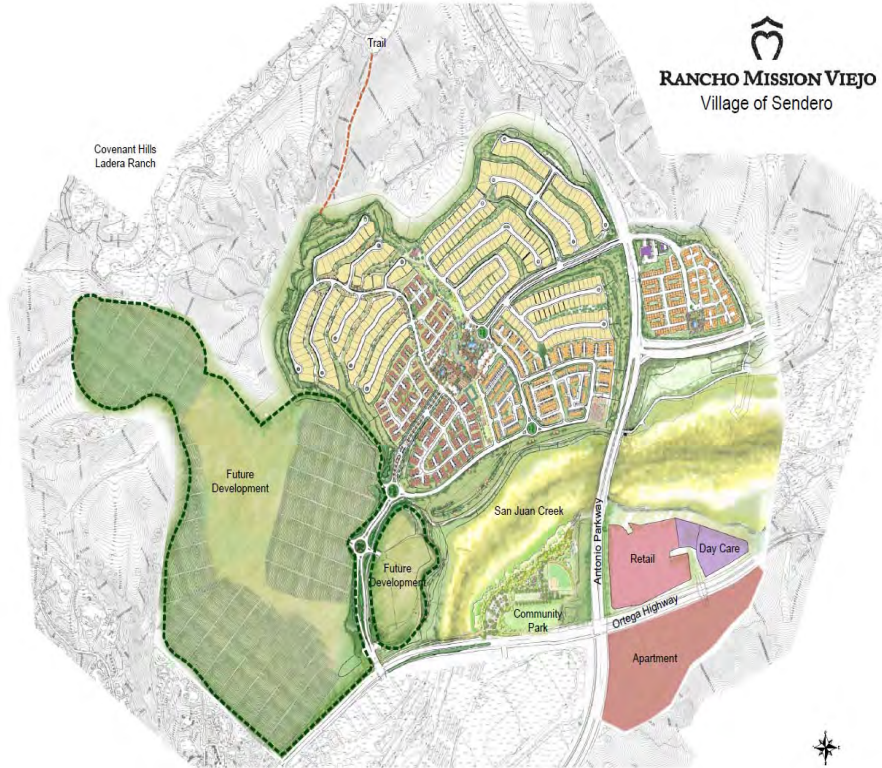 Trail
RANCHO MISSION VIEJO
Village of Sendero
Covenant Hills
Ladera Ranch
Future
Development
San Juan Creek
Antonio Parkway
Retail
Day Care
Future
Development
Community
Park
Ortega Highway
Apartment